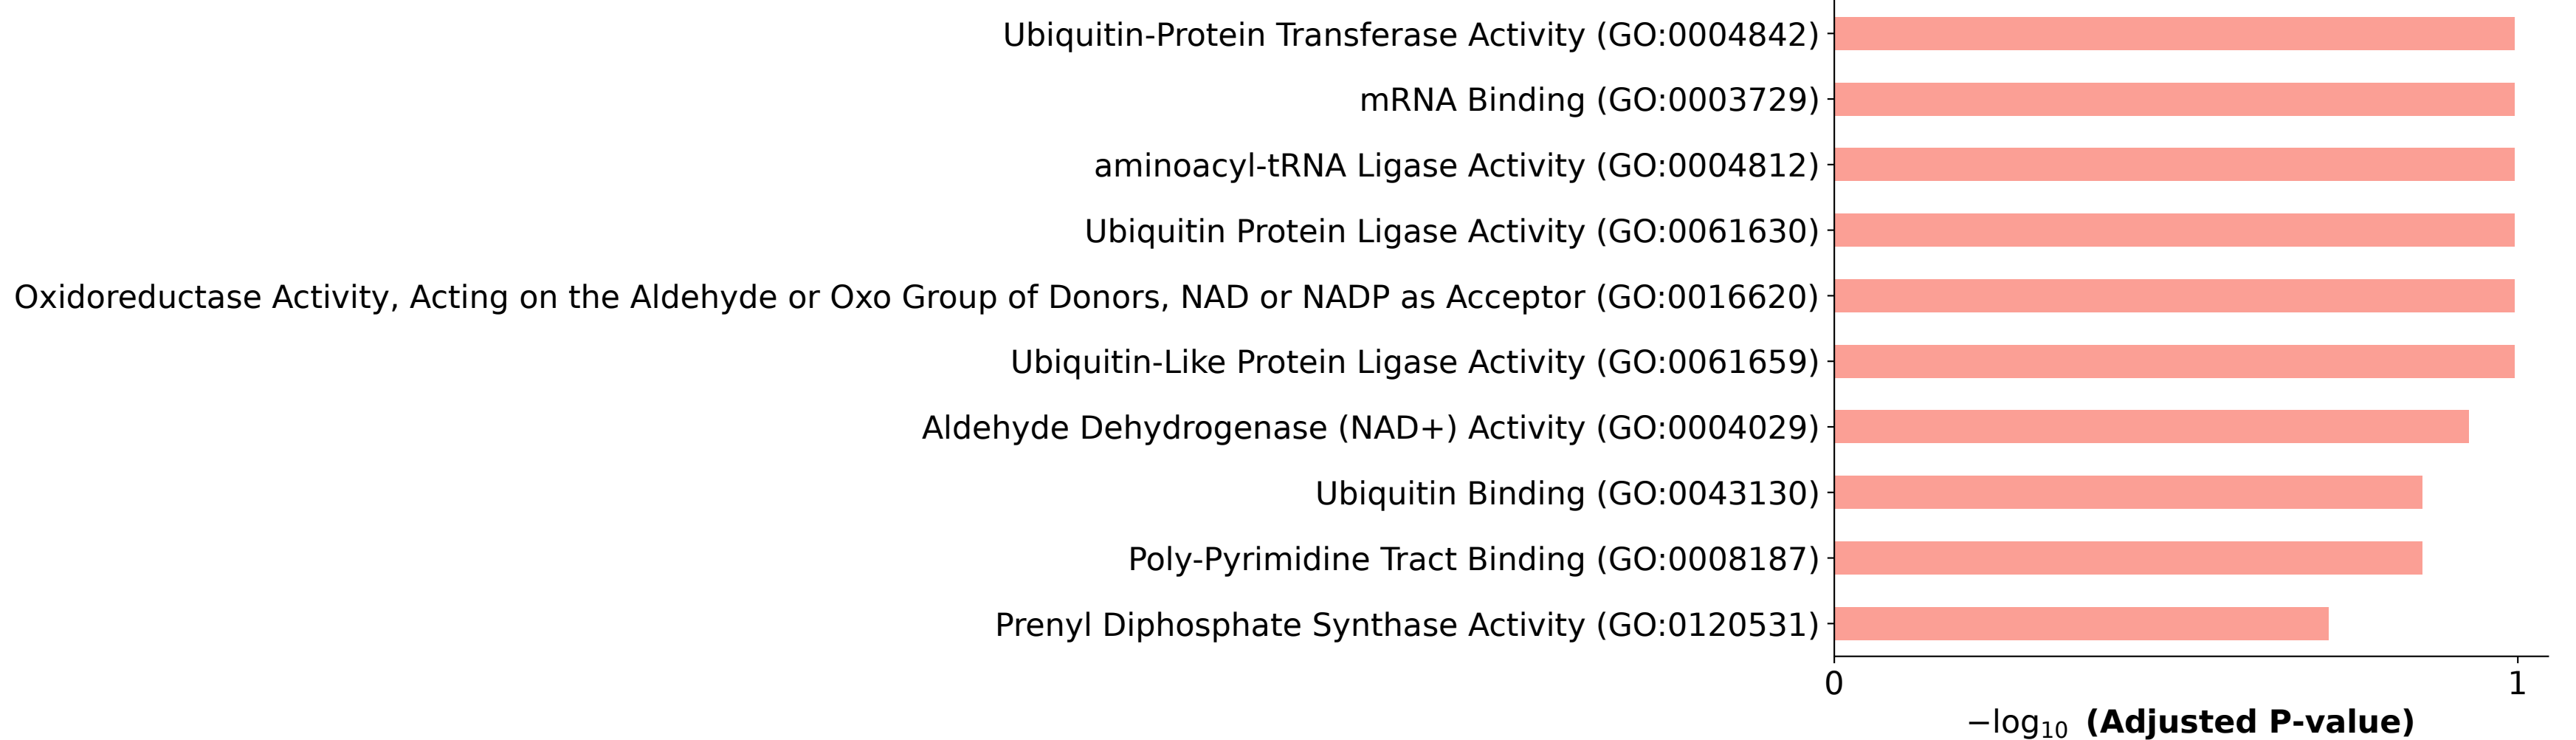 Ubiquitin-Protein Transferase Activity (GO:0004842)
mRNA Binding (GO:0003729)
aminoacyl-tRNA Ligase Activity (GO:0004812)
Ubiquitin Protein Ligase Activity (GO:0061630)
Oxidoreductase Activity, Acting on the Aldehyde or Oxo Group of Donors, NAD or NADP as Acceptor (GO:0016620)
Ubiquitin-Like Protein Ligase Activity (GO:0061659)
Aldehyde Dehydrogenase (NAD+) Activity (GO:0004029)
Ubiquitin Binding (GO:0043130)
Poly-Pyrimidine Tract Binding (GO:0008187)
Prenyl Diphosphate Synthase Activity (GO:0120531)
0 1
−log₁₀ (Adjusted P-value)